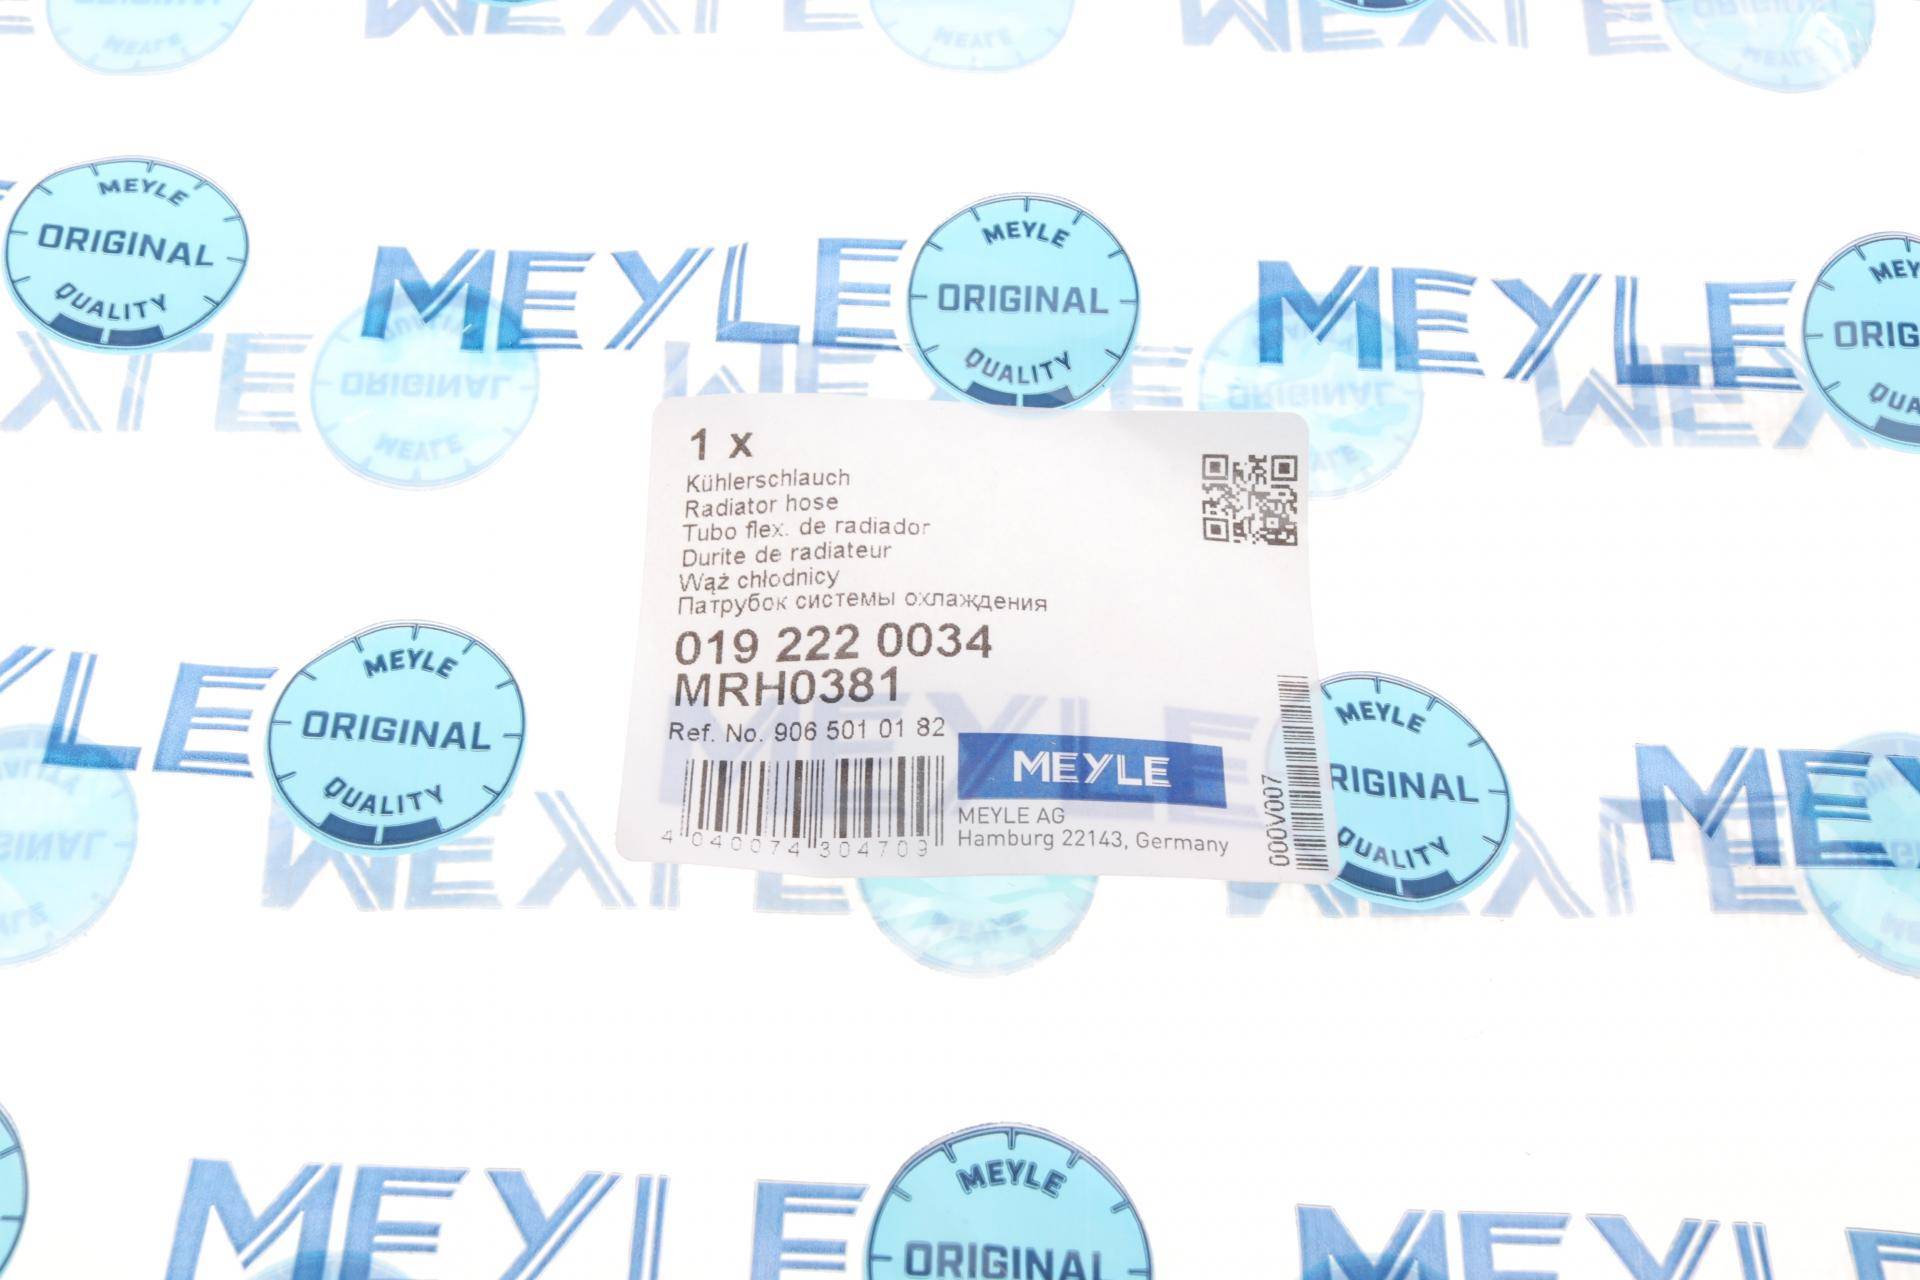 MEYLE
ORIGINAL
QUALITY
MEYLE
MEYLE
ORIGINAL
QUALITY
MEYLE
1 x
Kühlerschlauch
Radiator hose
Tubo flex. de radiador
Durite de radiateur
Wąż chłodnicy
Патрубок системы охлаждения
019 222 0034
MRH0381
Ref. No. 906 501 01 82
4 040074 304709
MEYLE
MEYLE AG
Hamburg 22143, Germany
000V007
MEYLE
ORIGINAL
QUALITY
MEYLE
QUALITY
MEYLE
MEYLE
ORIGINAL